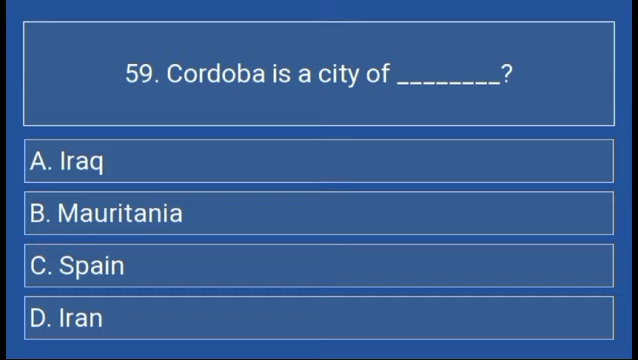 59. Cordoba is a city of ________?
A. Iraq
B. Mauritania
C. Spain
D. Iran